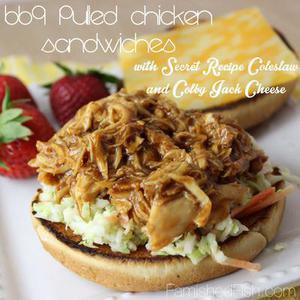 bbq Pulled chicken
sandwiches
with Secret Recipe Coleslaw
and Colby Jack Cheese
FamishedFish.com